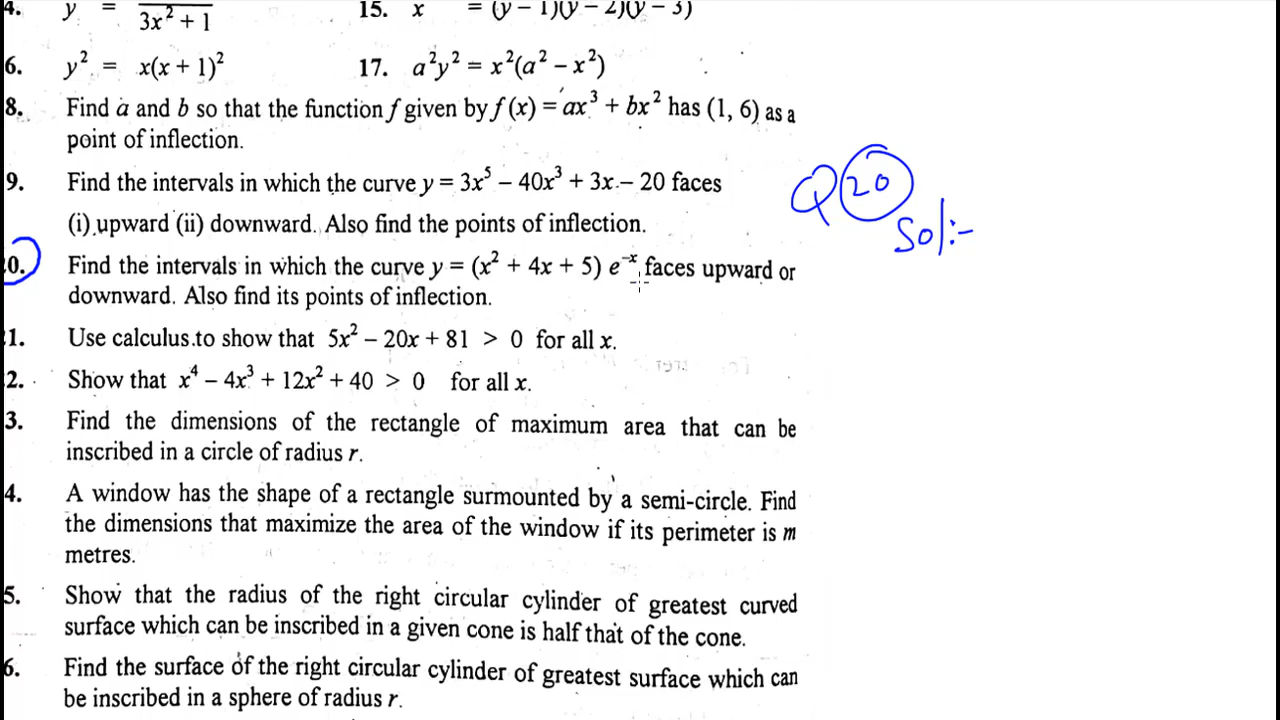 4. y = 3x² + 1 15. x = (y – 1)(y – 2)(y – 3)
6. y² = x(x + 1)² 17. a²y² = x²(a² – x²)
8. Find a and b so that the function f given by f(x) = ax³ + bx² has (1, 6) as a
point of inflection.
9. Find the intervals in which the curve y = 3x⁵ – 40x³ + 3x – 20 faces
(i) upward (ii) downward. Also find the points of inflection.
Q 20
Sol:-
0. Find the intervals in which the curve y = (x² + 4x + 5) e⁻ˣ faces upward or
downward. Also find its points of inflection.
1. Use calculus to show that 5x² – 20x + 81 > 0 for all x.
2. Show that x⁴ – 4x³ + 12x² + 40 > 0 for all x.
3. Find the dimensions of the rectangle of maximum area that can be
inscribed in a circle of radius r.
4. A window has the shape of a rectangle surmounted by a semi-circle. Find
the dimensions that maximize the area of the window if its perimeter is m
metres.
5. Show that the radius of the right circular cylinder of greatest curved
surface which can be inscribed in a given cone is half that of the cone.
6. Find the surface of the right circular cylinder of greatest surface which can
be inscribed in a sphere of radius r.